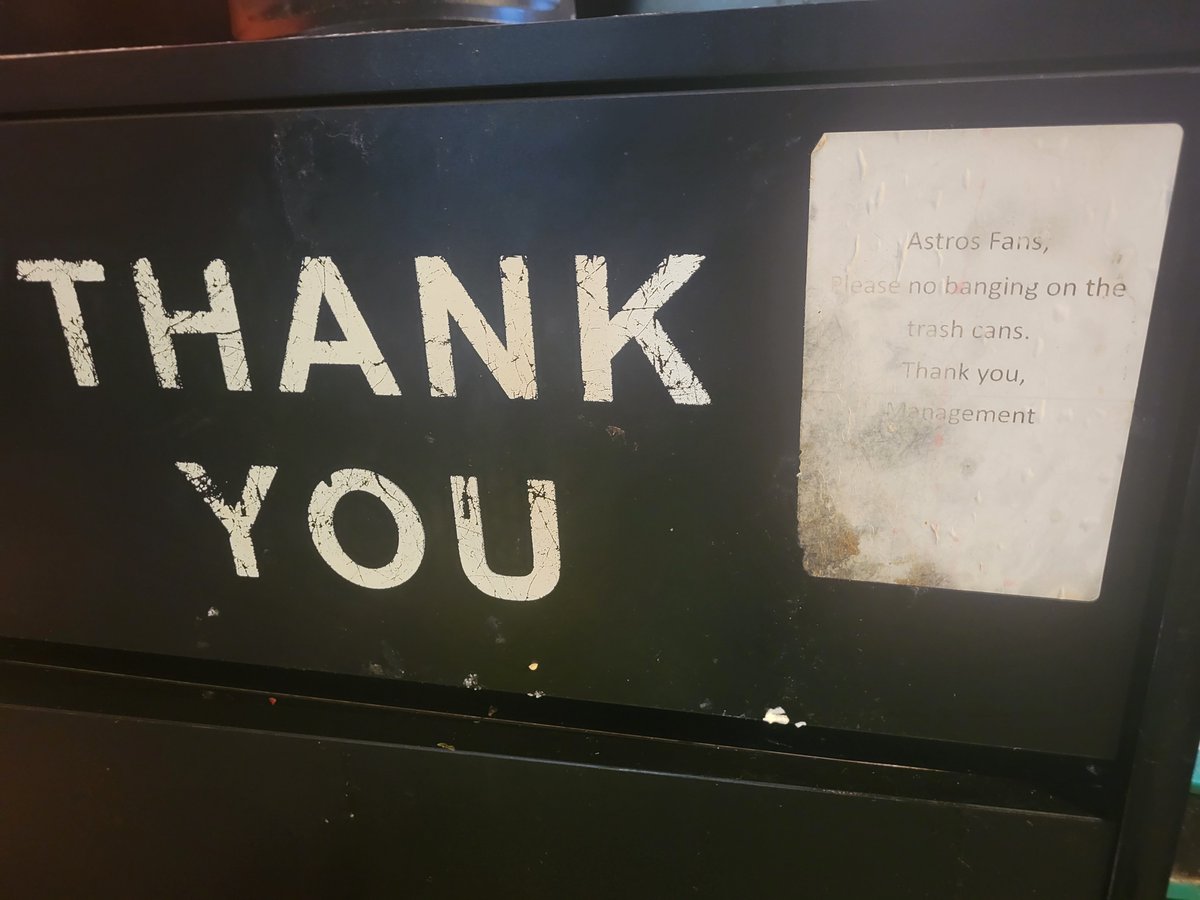 THANK
YOU
Astros Fans,
Please no banging on the
trash cans.
Thank you,
Management